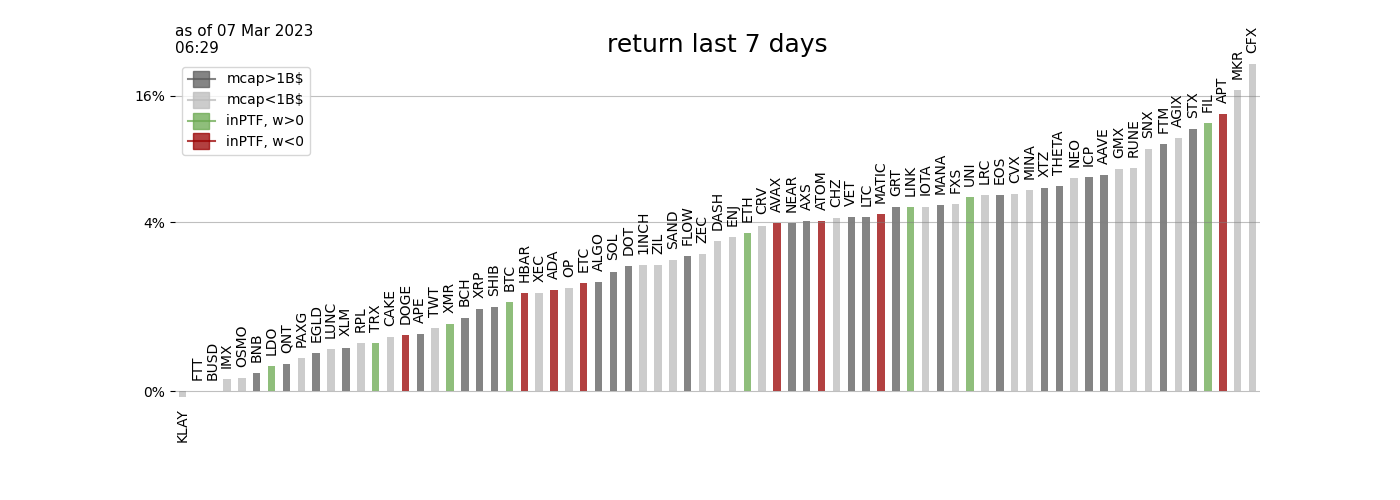 as of 07 Mar 2023
06:29
return last 7 days
mcap>1B$
mcap<1B$
inPTF, w>0
inPTF, w<0
16%
4%
0%
KLAY
FTT
BUSD
IMX
OSMO
BNB
LDO
QNT
PAXG
EGLD
LUNC
XLM
RPL
TRX
CAKE
DOGE
APE
TWT
XMR
BCH
XRP
SHIB
BTC
HBAR
XEC
ADA
OP
ETC
ALGO
SOL
DOT
1INCH
ZIL
SAND
FLOW
ZEC
DASH
ENJ
ETH
CRV
AVAX
NEAR
AXS
ATOM
CHZ
VET
LTC
MATIC
GRT
LINK
IOTA
MANA
FXS
UNI
LRC
EOS
CVX
MINA
XTZ
THETA
NEO
ICP
AAVE
GMX
RUNE
SNX
FTM
AGIX
STX
FIL
APT
MKR
CFX